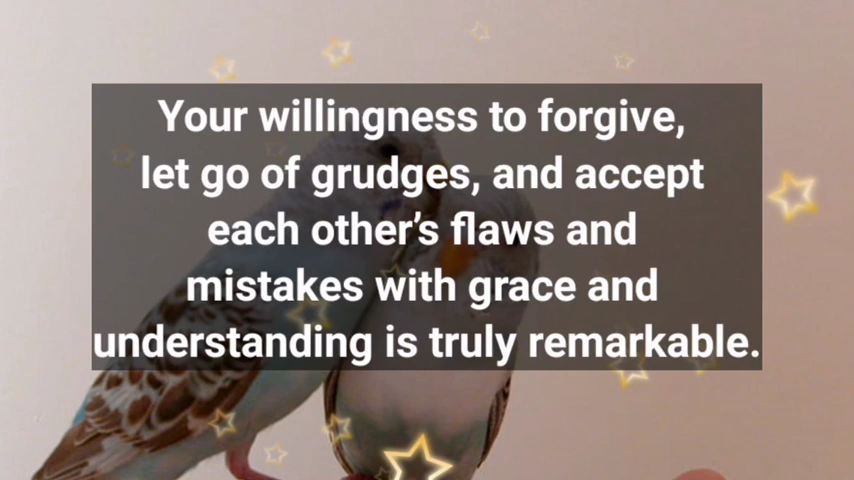 Your willingness to forgive,
let go of grudges, and accept
each other’s flaws and
mistakes with grace and
understanding is truly remarkable.